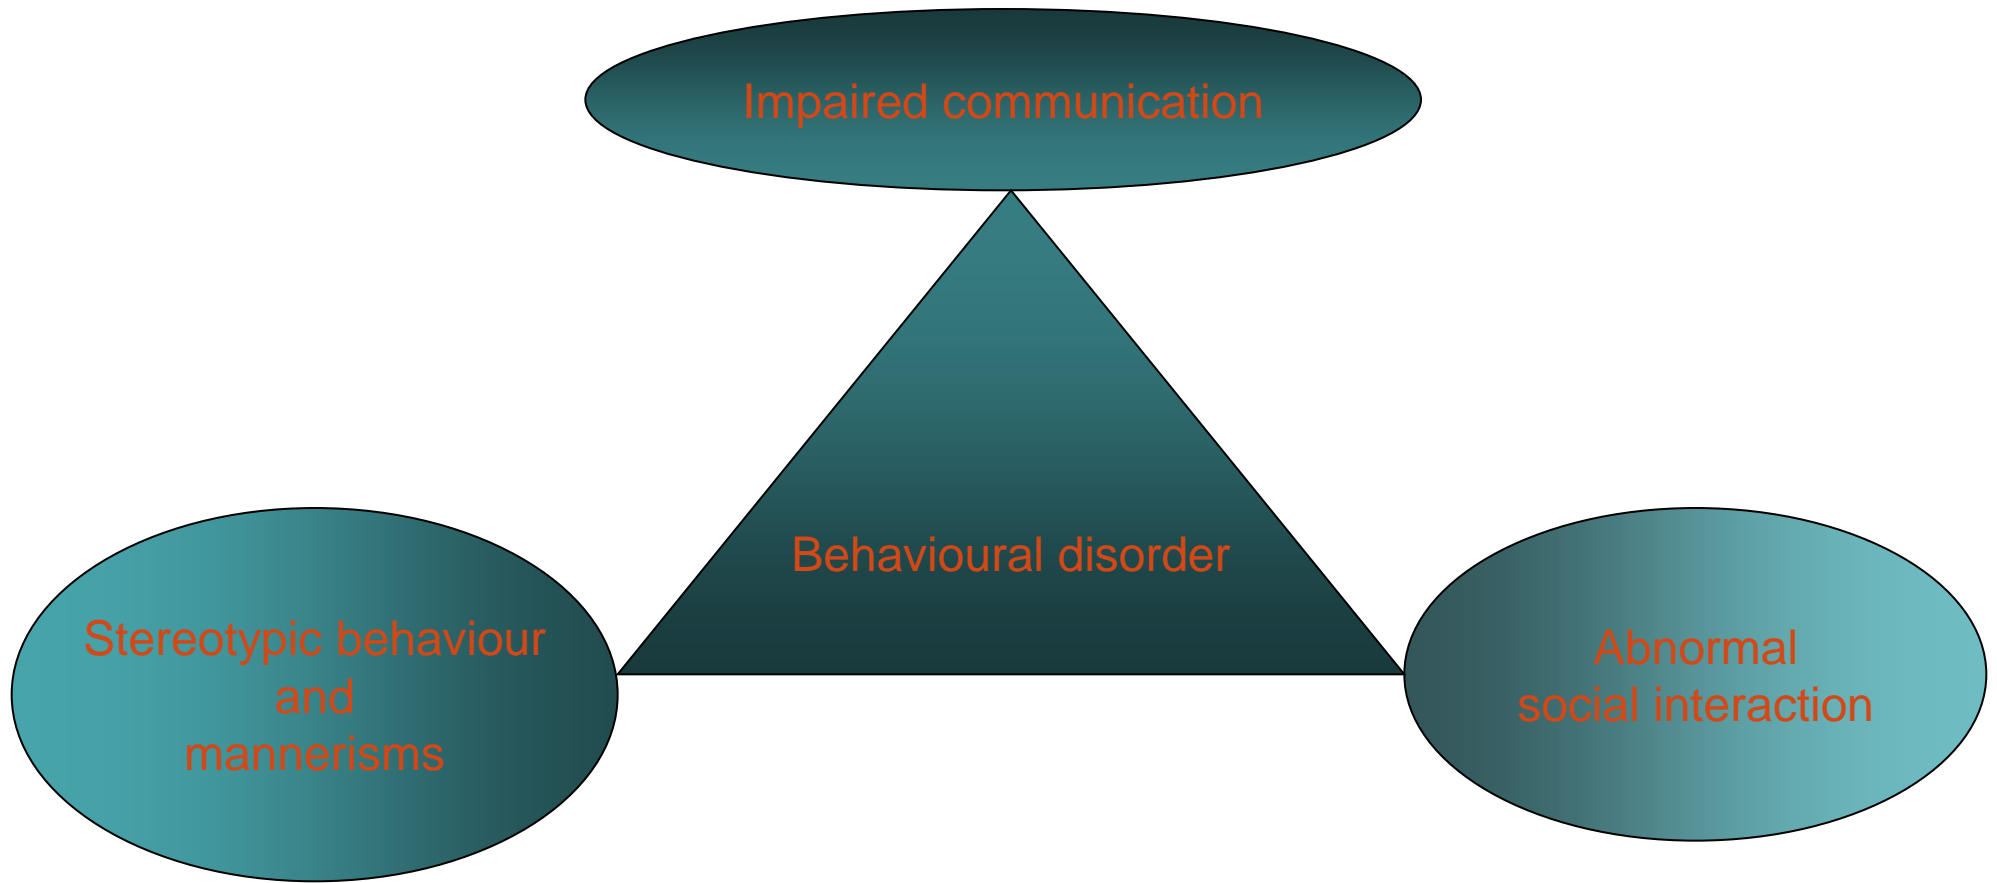 Impaired communication
Behavioural disorder
Stereotypic behaviour
and
mannerisms
Abnormal
social interaction